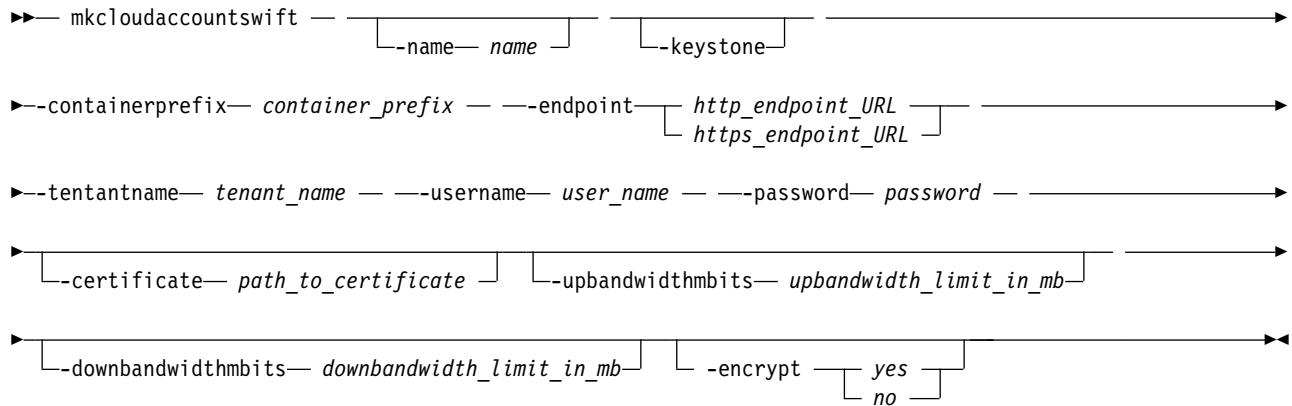 mkcloudaccountswift
-name name -keystone
-containerprefix container_prefix -endpoint http_endpoint_URL
https_endpoint_URL
-tentantname tenant_name -username user_name -password password
-certificate path_to_certificate -upbandwidthmbits upbandwidth_limit_in_mb
-downbandwidthmbits downbandwidth_limit_in_mb -encrypt yes
no